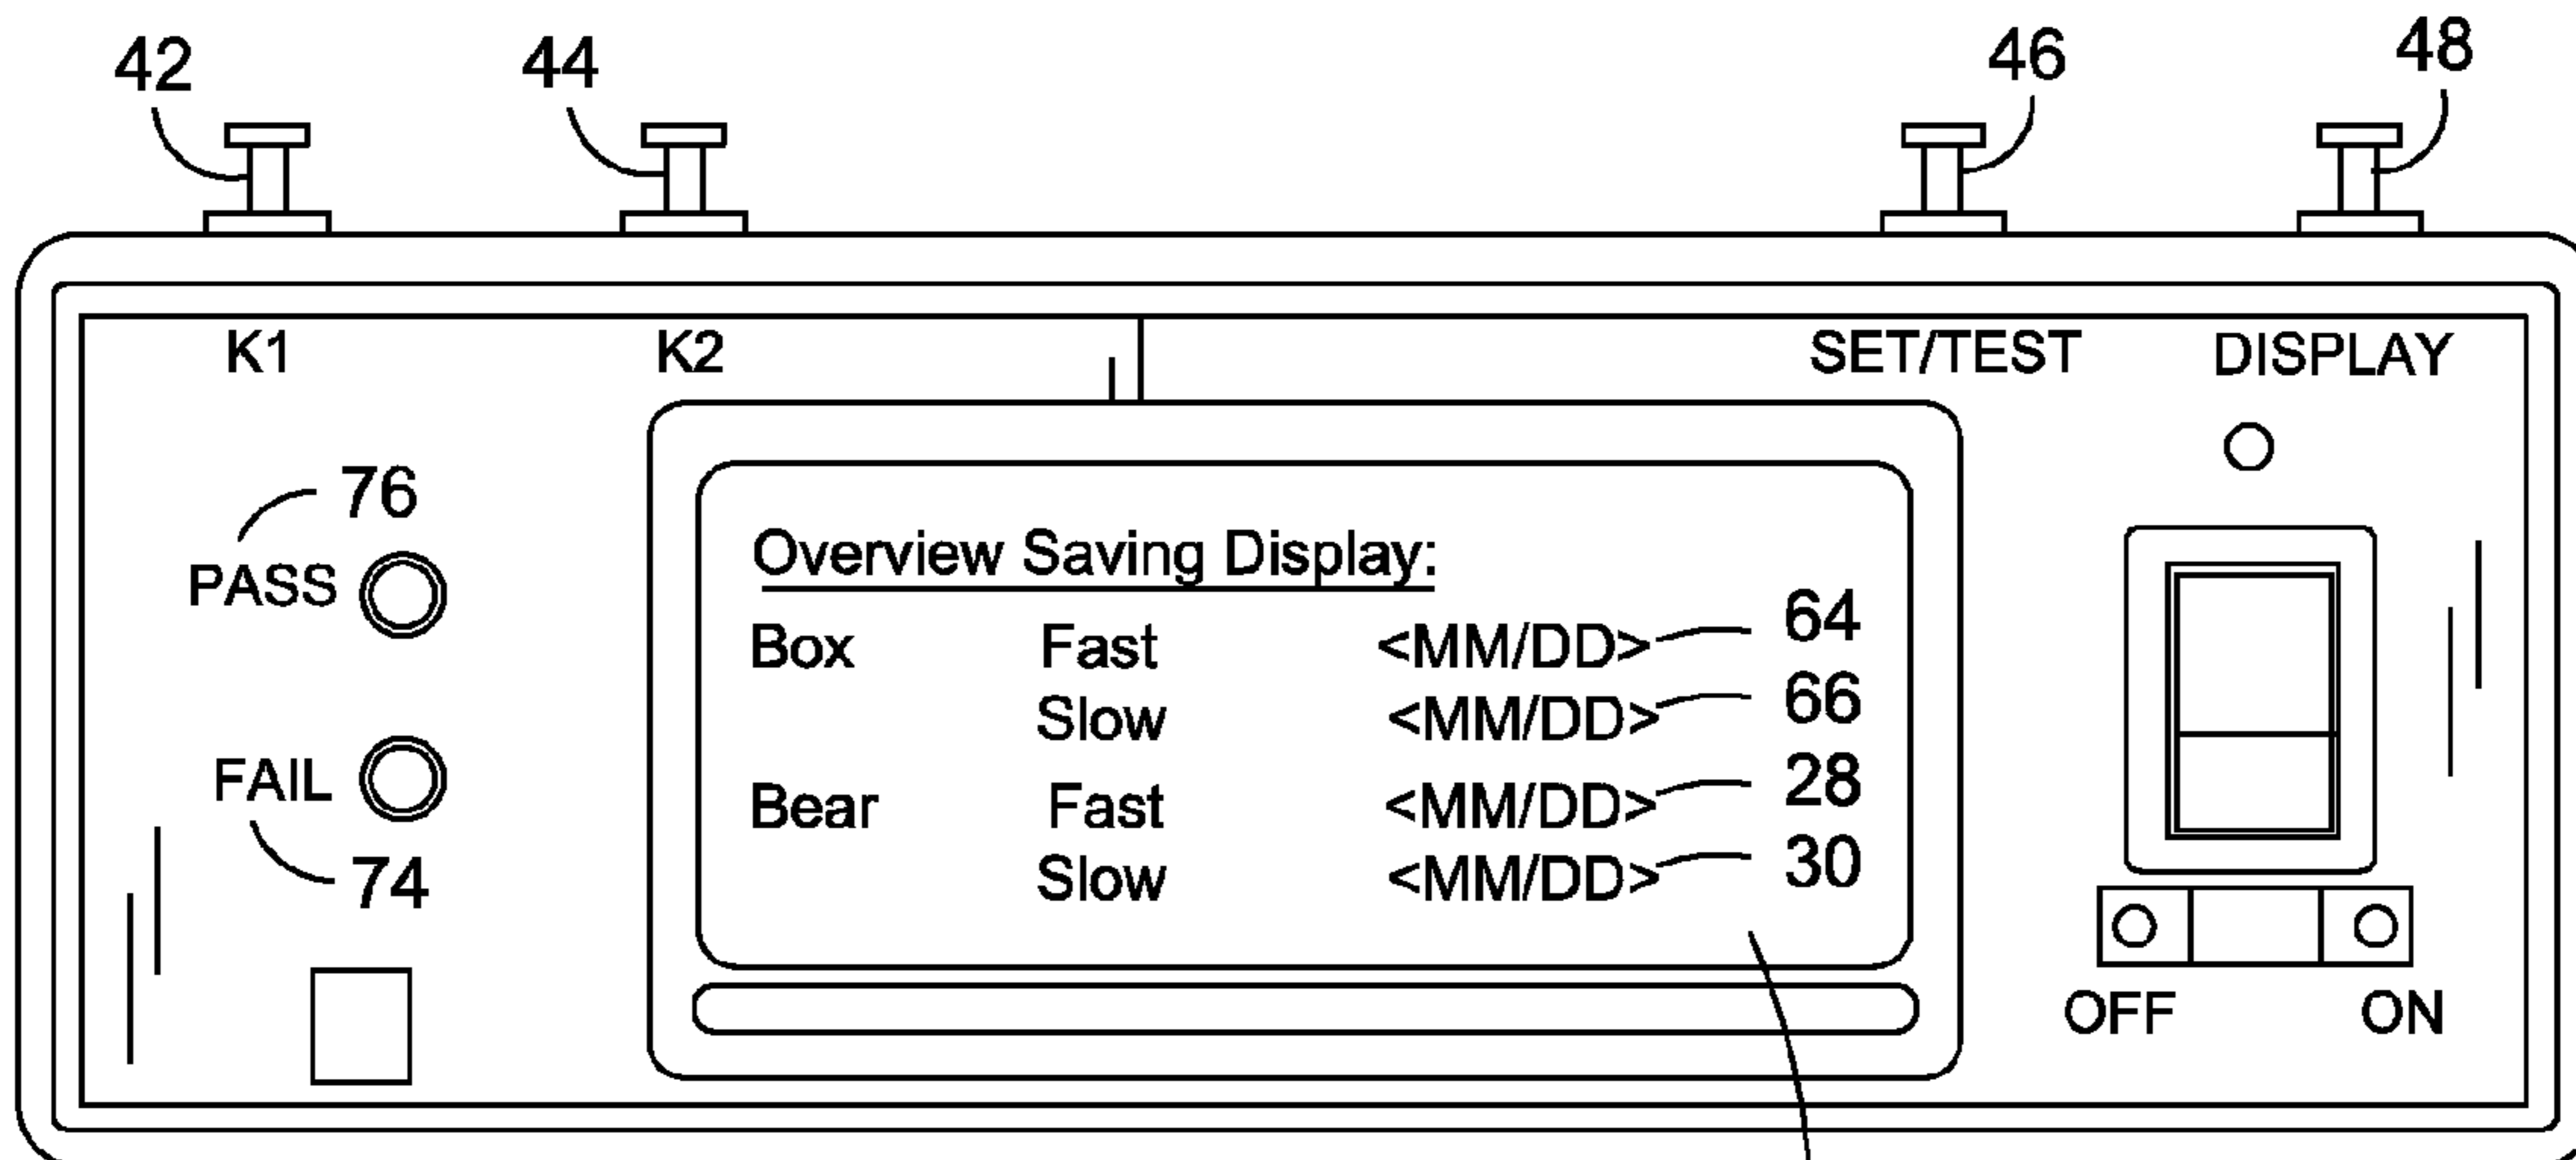 42 44 46 48
K1 K2 SET/TEST DISPLAY
76
PASS
FAIL
74
Overview Saving Display:
Box Fast <MM/DD> 64
Slow <MM/DD> 66
Bear Fast <MM/DD> 28
Slow <MM/DD> 30
OFF ON